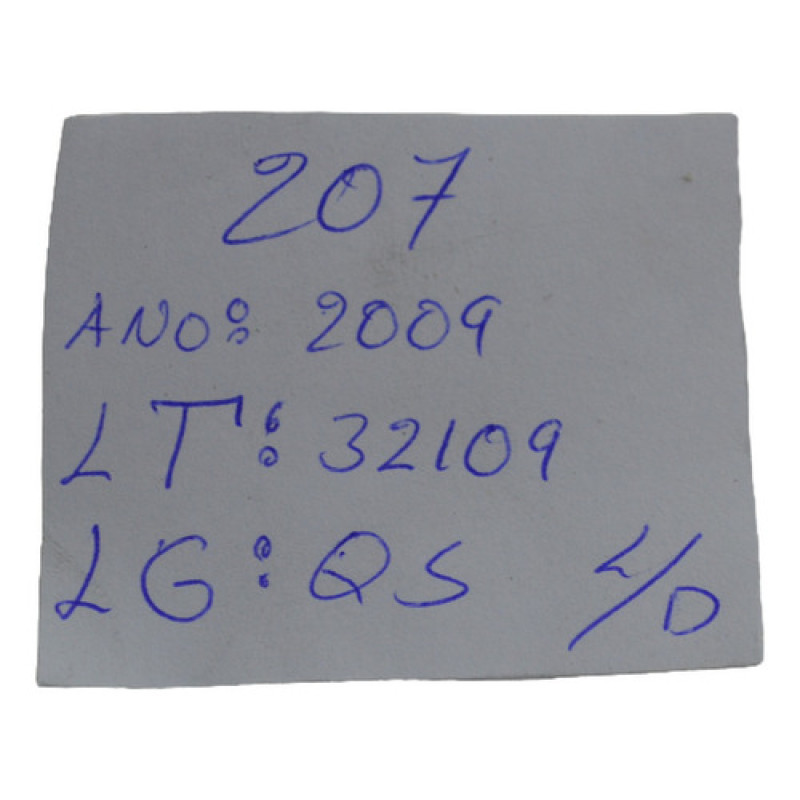 207
ANO: 2009
LT: 32109
LG: QS L/D